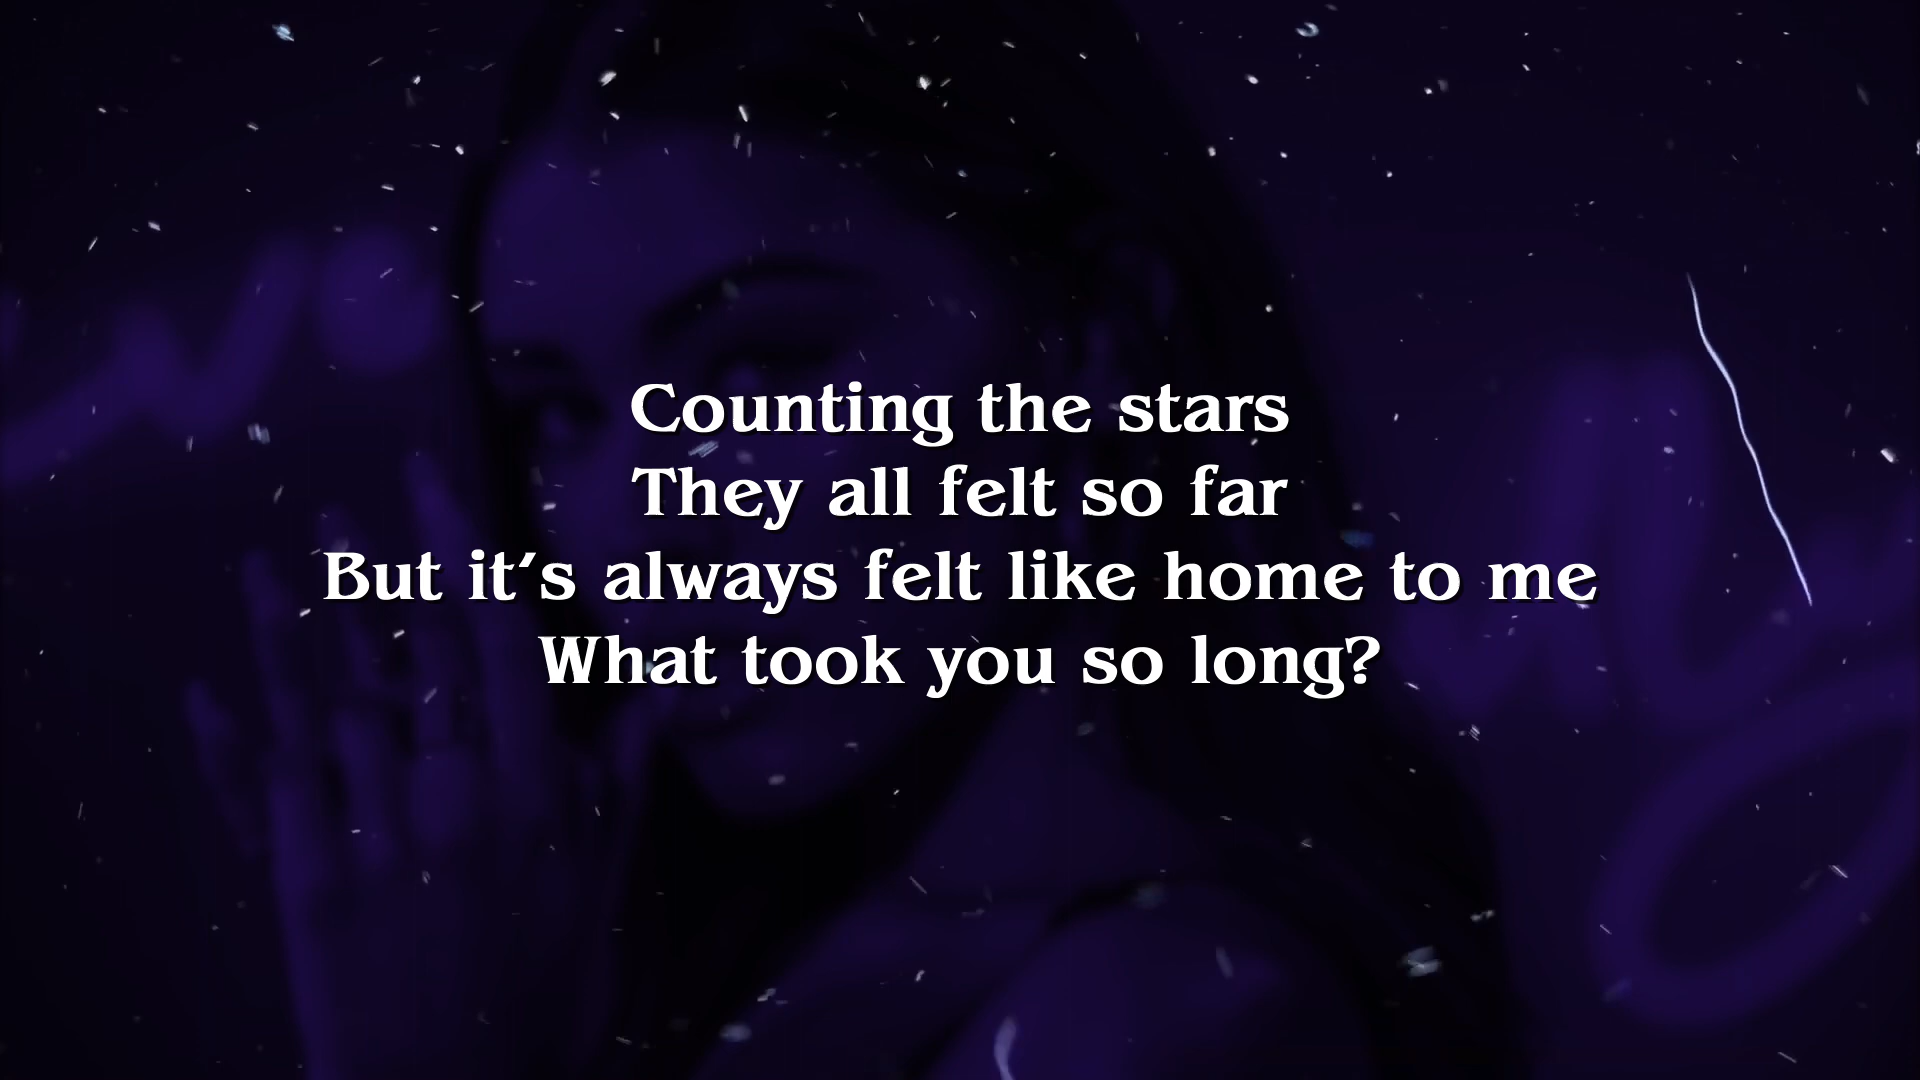 Counting the stars
They all felt so far
But it's always felt like home to me
What took you so long?